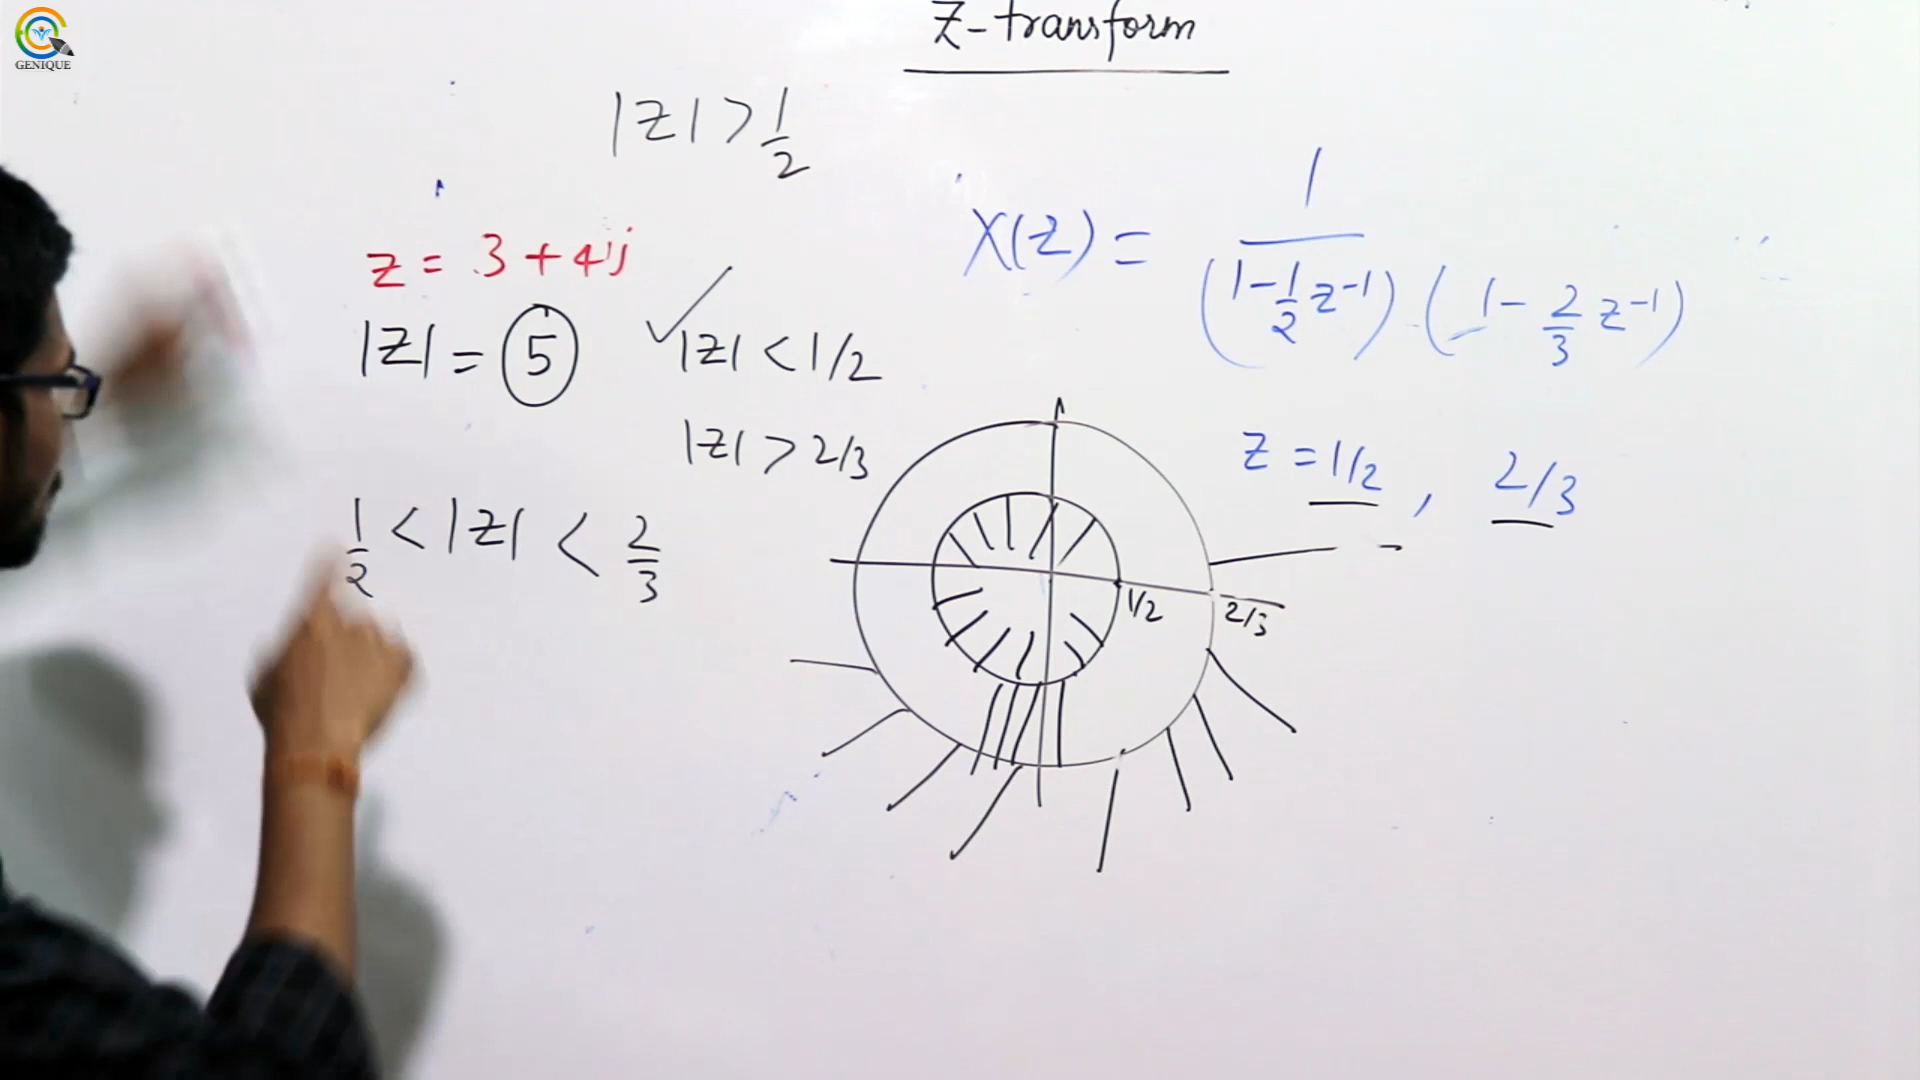 GENIQUE
Z-transform
|Z| > 1/2
X(Z) = 1 / (1 - 1/2 z⁻¹) . (1 - 2/3 z⁻¹)
z = 3 + 4j
|Z| = 5
|Z| < 1/2
|Z| > 2/3
Z = 1/2 , 2/3
1/2 < |Z| < 2/3
1/2
2/3